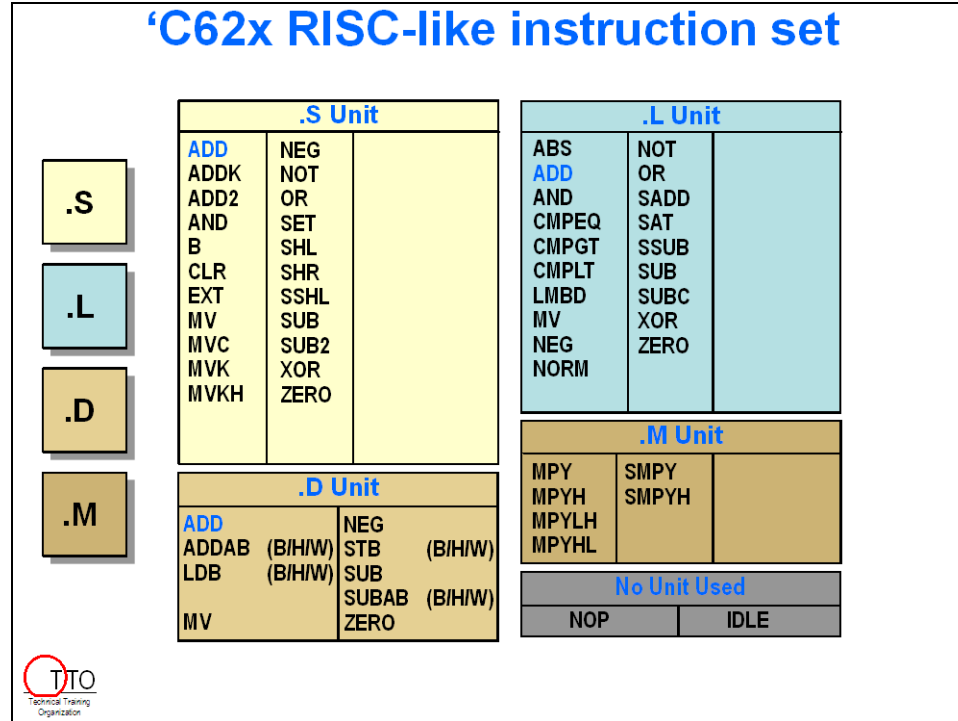 ‘C62x RISC-like instruction set
.S
.L
.D
.M
.S Unit
ADD NEG
ADDK NOT
ADD2 OR
AND SET
B SHL
CLR SHR
EXT SSHL
MV SUB
MVC SUB2
MVK XOR
MVKH ZERO
.L Unit
ABS NOT
ADD OR
AND SADD
CMPEQ SAT
CMPGT SSUB
CMPLT SUB
LMBD SUBC
MV XOR
NEG ZERO
NORM
.D Unit
ADD NEG
ADDAB (B/H/W) STB (B/H/W)
LDB (B/H/W) SUB
SUBAB (B/H/W)
MV ZERO
.M Unit
MPY SMPY
MPYH SMPYH
MPYLH
MPYHL
No Unit Used
NOP IDLE
TTO
Technical Training
Organization